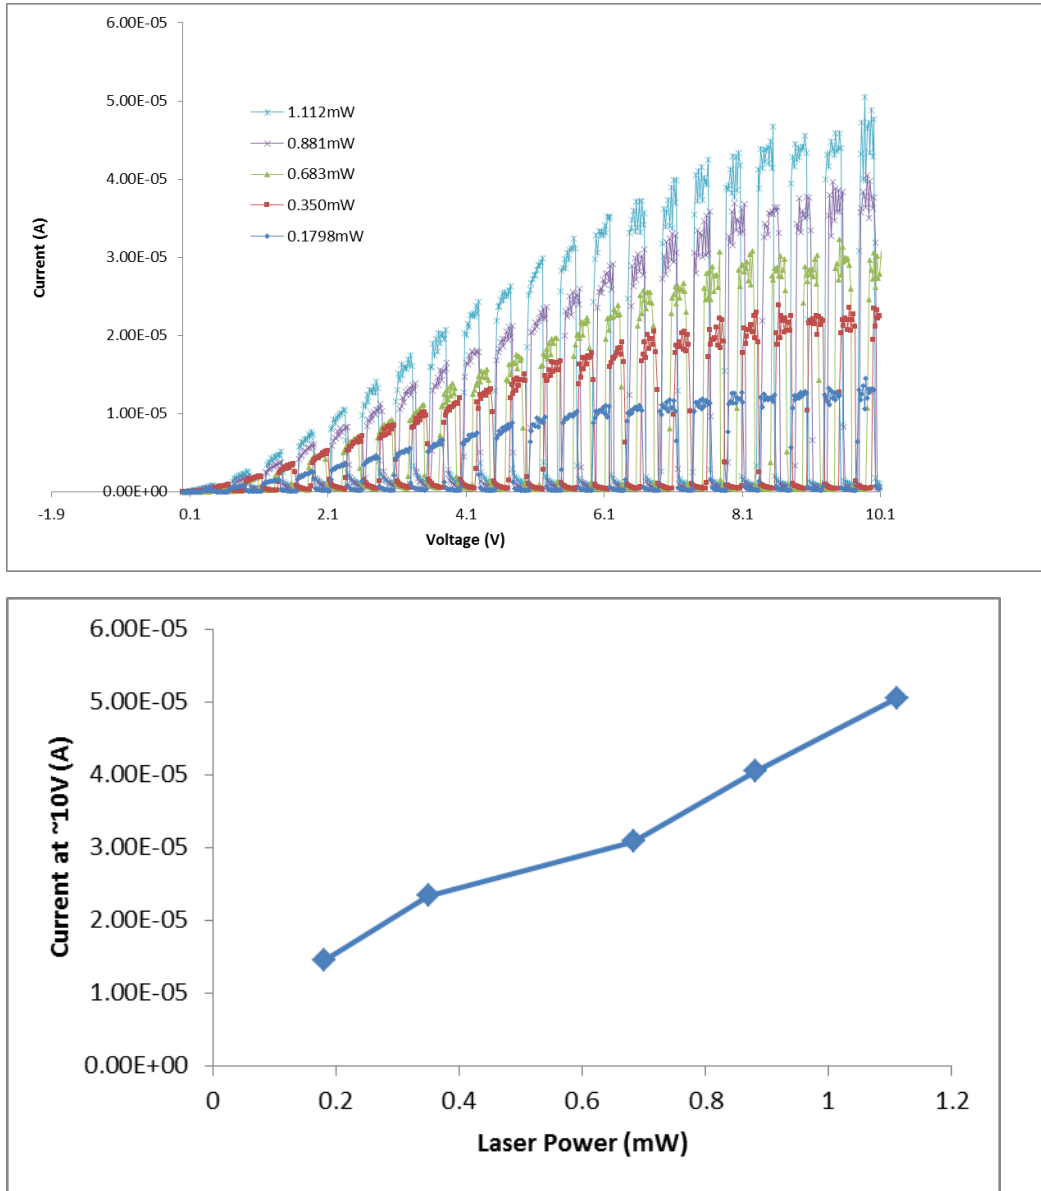 6.00E-05
5.00E-05
4.00E-05
3.00E-05
2.00E-05
1.00E-05
0.00E+00
Current (A)
1.112mW
0.881mW
0.683mW
0.350mW
0.1798mW
-1.9
0.1
2.1
4.1
6.1
8.1
10.1
Voltage (V)
6.00E-05
5.00E-05
4.00E-05
3.00E-05
2.00E-05
1.00E-05
0.00E+00
Current at ~10V (A)
0
0.2
0.4
0.6
0.8
1
1.2
Laser Power (mW)